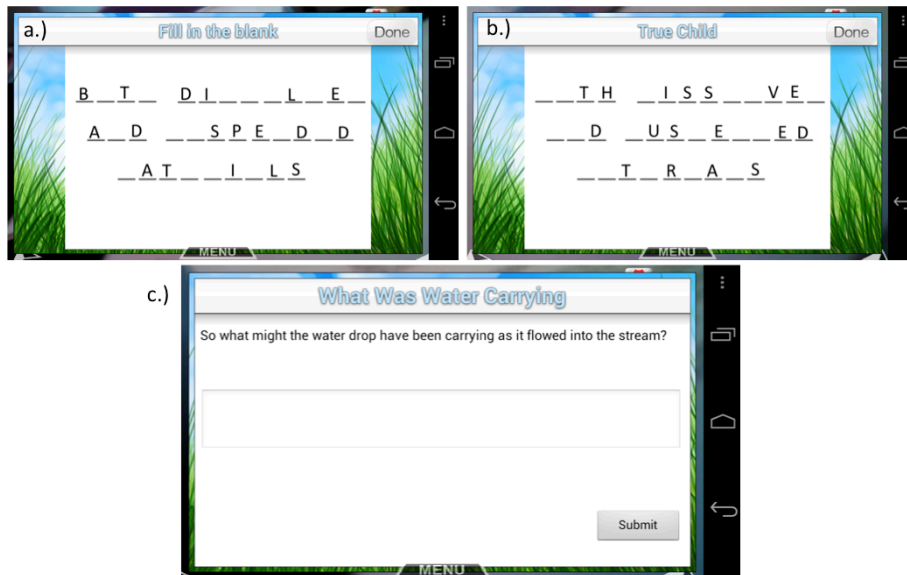 a.)
Fill in the blank
Done
B _ T _ D I _ _ _ L _ E _
A _ D _ _ S P E _ D _ D
_ A T _ _ I _ L S
MENU
b.)
True Child
Done
_ _ T H _ I S S _ _ V E _
_ _ D _ U S _ E _ _ E D
_ _ T _ R _ A _ S
MENU
c.)
What Was Water Carrying
So what might the water drop have been carrying as it flowed into the stream?
Submit
MENU